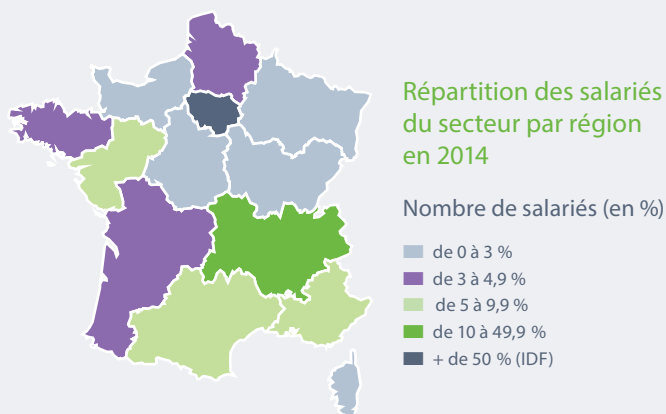 Répartition des salariés
du secteur par région
en 2014
Nombre de salariés (en %)
de 0 à 3 %
de 3 à 4,9 %
de 5 à 9,9 %
de 10 à 49,9 %
+ de 50 % (IDF)